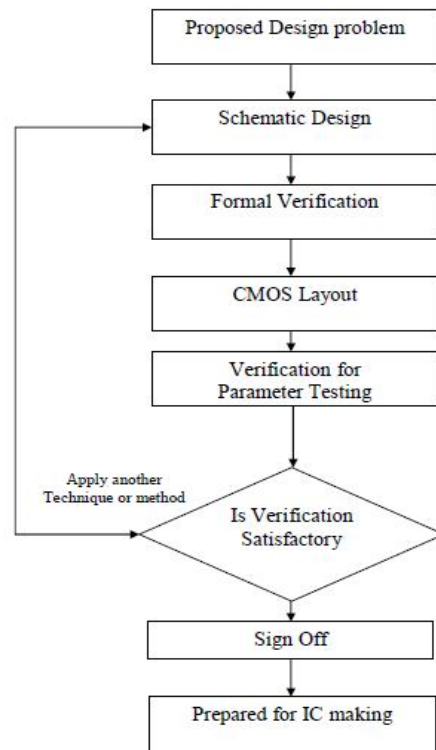 Proposed Design problem
Schematic Design
Formal Verification
CMOS Layout
Verification for
Parameter Testing
Apply another
Technique or method
Is Verification
Satisfactory
Sign Off
Prepared for IC making